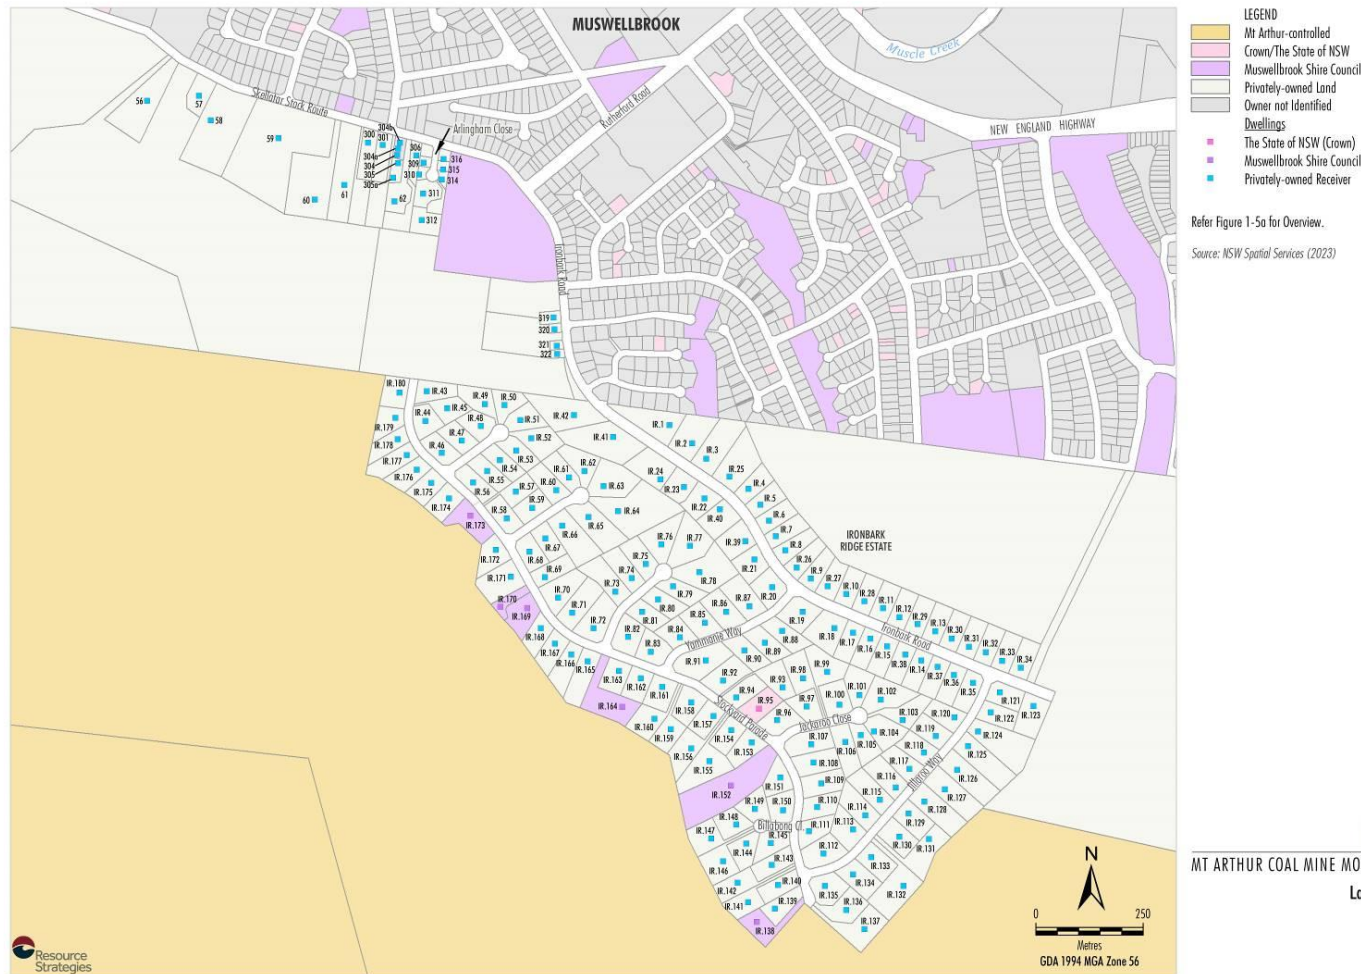 MUSWELLBROOK
Muscle Creek
Skellatar Stock Route
Rutherford Road
Arlingham Close
NEW ENGLAND HIGHWAY
Ironbark Road
56
57
58
59
60
61
62
300
301
304b
304a
304
305
305a
306
309
310
311
312
316
315
314
319
320
321
322
IR.180
IR.43
IR.44
IR.45
IR.49
IR.50
IR.51
IR.42
IR.41
IR.48
IR.47
IR.46
IR.52
IR.179
IR.178
IR.177
IR.176
IR.175
IR.174
IR.173
IR.53
IR.54
IR.55
IR.56
IR.57
IR.58
IR.59
IR.60
IR.61
IR.62
IR.63
IR.64
IR.65
IR.66
IR.67
IR.68
IR.69
IR.70
IR.71
IR.72
IR.73
IR.74
IR.75
IR.76
IR.77
IR.78
IR.79
IR.80
IR.81
IR.82
IR.83
IR.84
IR.85
IR.86
IR.87
IR.1
IR.2
IR.3
IR.25
IR.4
IR.5
IR.6
IR.7
IR.8
IR.26
IR.9
IR.27
IR.10
IR.28
IR.11
IR.12
IR.29
IR.13
IR.30
IR.31
IR.32
IR.33
IR.34
IR.24
IR.23
IR.22
IR.40
IR.39
IR.21
IR.20
IR.19
IR.18
IR.17
IR.16
IR.15
IR.38
IR.14
IR.37
IR.36
IR.35
IRONBARK
RIDGE ESTATE
Ironbark Road
Yammanie Way
IR.172
IR.171
IR.170
IR.169
IR.168
IR.167
IR.166
IR.165
IR.164
IR.163
IR.162
IR.161
IR.160
IR.159
IR.158
IR.157
IR.156
IR.155
IR.154
IR.153
IR.152
IR.88
IR.89
IR.90
IR.91
IR.92
IR.93
IR.94
IR.95
IR.96
IR.97
IR.98
IR.99
IR.100
IR.101
IR.102
IR.103
IR.104
IR.105
IR.106
IR.107
IR.108
IR.109
IR.110
IR.111
IR.112
IR.113
IR.114
IR.115
IR.116
IR.117
IR.118
IR.119
IR.120
IR.121
IR.122
IR.123
IR.124
IR.125
IR.126
IR.127
IR.128
IR.129
IR.130
IR.131
IR.132
IR.133
IR.134
IR.135
IR.136
IR.137
IR.138
IR.139
IR.140
IR.141
IR.142
IR.143
IR.144
IR.145
IR.146
IR.147
IR.148
IR.149
IR.150
IR.151
Stockyard Parade
Jackaroo Close
Billabong Cl.
N
0 250
Metres
GDA 1994 MGA Zone 56
Resource
Strategies
LEGEND
Mt Arthur-controlled
Crown/The State of NSW
Muswellbrook Shire Council
Privately-owned Land
Owner not Identified
Dwellings
The State of NSW (Crown)
Muswellbrook Shire Council
Privately-owned Receiver
Refer Figure 1-5a for Overview.
Source: NSW Spatial Services (2023)
MT ARTHUR COAL MINE MO